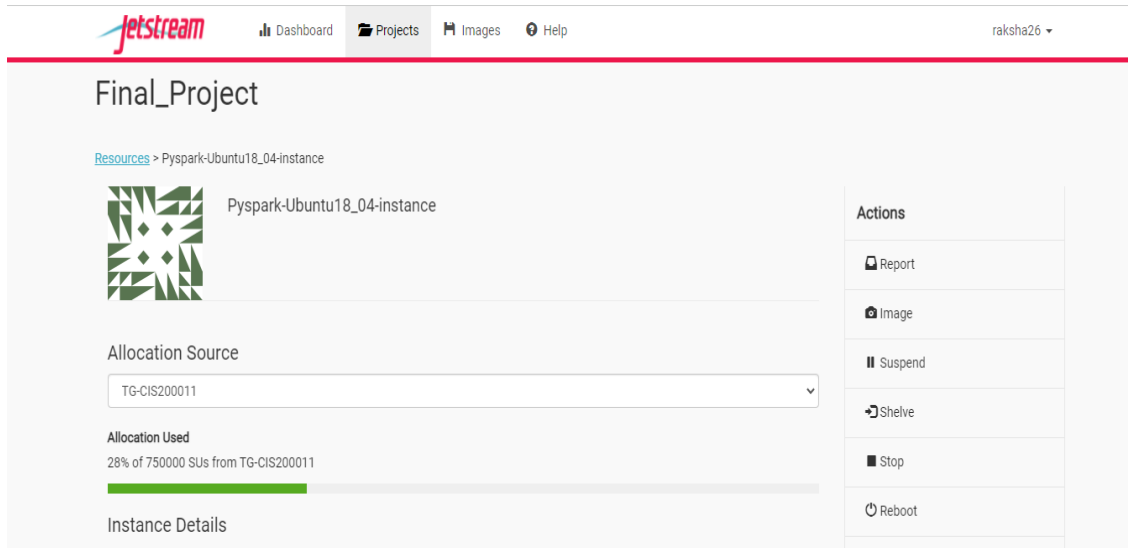 Jetstream
Dashboard
Projects
Images
Help
raksha26
Final_Project
Resources > Pyspark-Ubuntu18_04-instance
Pyspark-Ubuntu18_04-instance
Allocation Source
TG-CIS200011
Allocation Used
28% of 750000 SUs from TG-CIS200011
Instance Details
Actions
Report
Image
Suspend
Shelve
Stop
Reboot